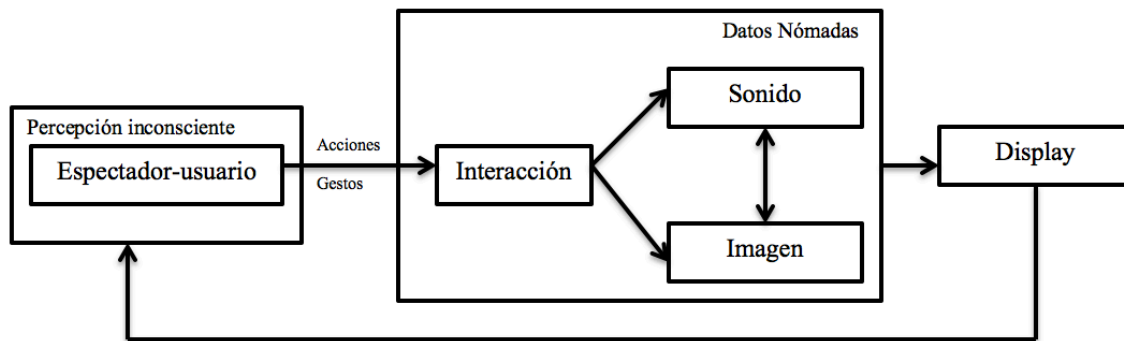 Datos Nómadas
Sonido
Percepción inconsciente
Espectador-usuario
Acciones
Gestos
Interacción
Imagen
Display